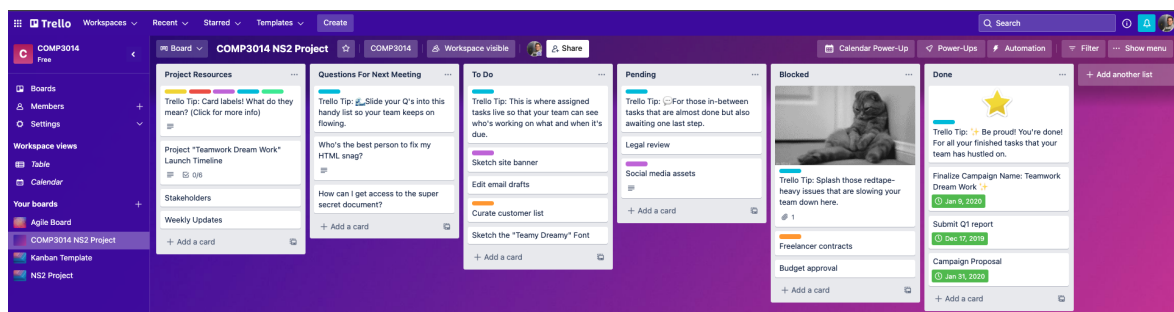 Trello
Workspaces
Recent
Starred
Templates
Create
Search
C
COMP3014
Free
Boards
Members
Settings
Workspace views
Table
Calendar
Your boards
Agile Board
COMP3014 NS2 Project
Kanban Template
NS2 Project
Board
COMP3014 NS2 Project
COMP3014
Workspace visible
Share
Calendar Power-Up
Power-Ups
Automation
Filter
Show menu
Project Resources
Trello Tip: Card labels! What do they
mean? (Click for more info)
Project "Teamwork Dream Work"
Launch Timeline
0/6
Stakeholders
Weekly Updates
+ Add a card
Questions For Next Meeting
Trello Tip: Slide your Q's into this
handy list so your team keeps on
flowing.
Who's the best person to fix my
HTML snag?
How can I get access to the super
secret document?
+ Add a card
To Do
Trello Tip: This is where assigned
tasks live so that your team can see
who's working on what and when it's
due.
Sketch site banner
Edit email drafts
Curate customer list
Sketch the "Teamy Dreamy" Font
+ Add a card
Pending
Trello Tip: 💬For those in-between
tasks that are almost done but also
awaiting one last step.
Legal review
Social media assets
+ Add a card
Blocked
Trello Tip: Splash those redtape-
heavy issues that are slowing your
team down here.
1
Freelancer contracts
Budget approval
+ Add a card
Done
Trello Tip: ✨ Be proud! You're done!
For all your finished tasks that your
team has hustled on.
Finalize Campaign Name: Teamwork
Dream Work ✨
Jan 9, 2020
Submit Q1 report
Dec 17, 2019
Campaign Proposal
Jan 31, 2020
+ Add a card
+ Add another list